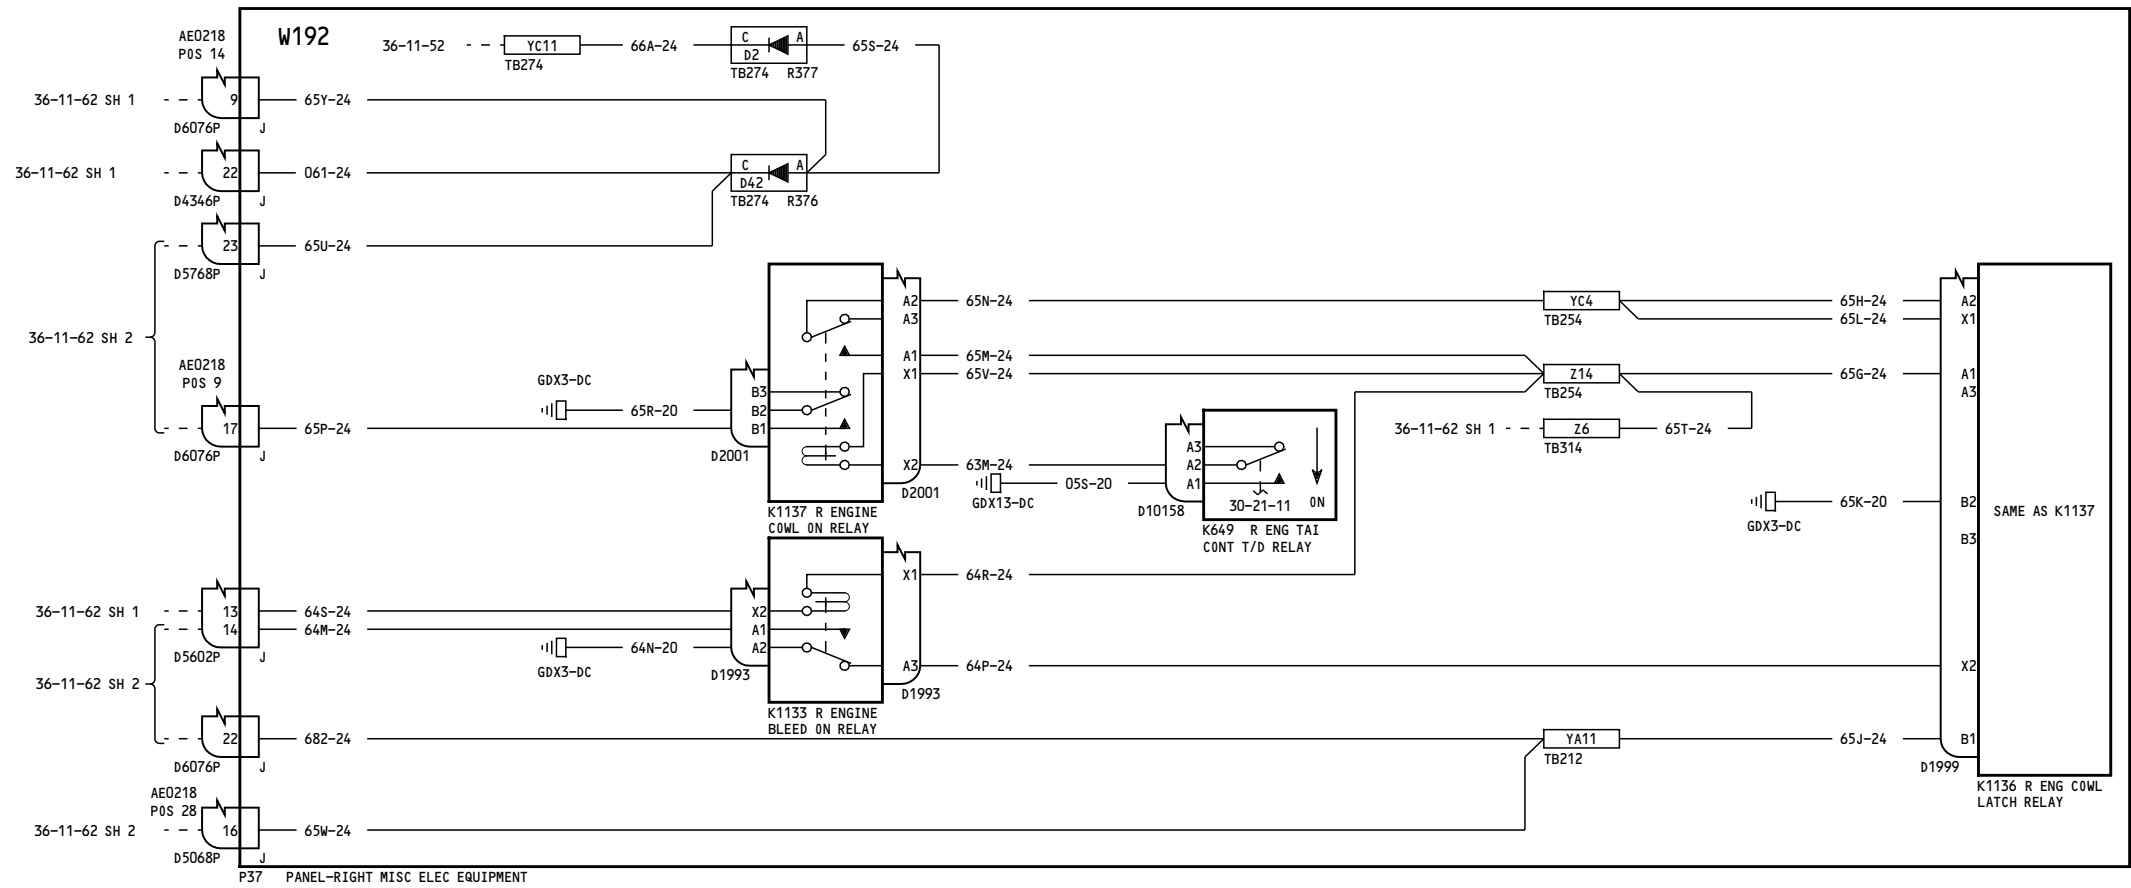 W192
AE0218
POS 14
36-11-52
YC11
TB274
66A-24
C
A
D2
TB274 R377
65S-24
36-11-62 SH 1
9
D6076P
J
65Y-24
36-11-62 SH 1
22
D4346P
J
061-24
C
A
D42
TB274 R376
23
D5768P
J
65U-24
36-11-62 SH 2
AE0218
POS 9
17
D6076P
J
65P-24
GDX3-DC
65R-20
B3
B2
B1
D2001
A2
A3
A1
X1
X2
D2001
K1137 R ENGINE
COWL ON RELAY
65N-24
65M-24
65V-24
63M-24
GDX13-DC
05S-20
A3
A2
A1
D10158
30-21-11
ON
K649 R ENG TAI
CONT T/D RELAY
YC4
TB254
Z14
TB254
36-11-62 SH 1
Z6
TB314
65T-24
65H-24
65L-24
65G-24
GDX3-DC
65K-20
A2
X1
A1
A3
B2
B3
X2
B1
D1999
SAME AS K1137
K1136 R ENG COWL
LATCH RELAY
36-11-62 SH 1
13
14
D5602P
J
64S-24
64M-24
GDX3-DC
64N-20
X2
A1
A2
D1993
X1
A3
D1993
K1133 R ENGINE
BLEED ON RELAY
64R-24
64P-24
36-11-62 SH 2
22
D6076P
J
682-24
YA11
TB212
65J-24
AE0218
POS 28
36-11-62 SH 2
16
D5068P
J
65W-24
P37 PANEL-RIGHT MISC ELEC EQUIPMENT